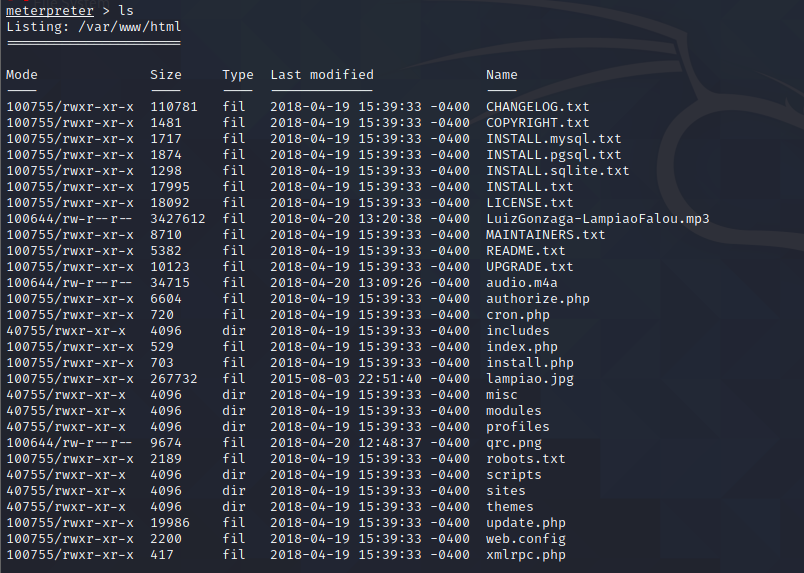 meterpreter > ls
Listing: /var/www/html
======================
Mode Size Type Last modified Name
---- ---- ---- ------------- ----
100755/rwxr-xr-x 110781 fil 2018-04-19 15:39:33 -0400 CHANGELOG.txt
100755/rwxr-xr-x 1481 fil 2018-04-19 15:39:33 -0400 COPYRIGHT.txt
100755/rwxr-xr-x 1717 fil 2018-04-19 15:39:33 -0400 INSTALL.mysql.txt
100755/rwxr-xr-x 1874 fil 2018-04-19 15:39:33 -0400 INSTALL.pgsql.txt
100755/rwxr-xr-x 1298 fil 2018-04-19 15:39:33 -0400 INSTALL.sqlite.txt
100755/rwxr-xr-x 17995 fil 2018-04-19 15:39:33 -0400 INSTALL.txt
100755/rwxr-xr-x 18092 fil 2018-04-19 15:39:33 -0400 LICENSE.txt
100644/rw-r--r-- 3427612 fil 2018-04-20 13:20:38 -0400 LuizGonzaga-LampiaoFalou.mp3
100755/rwxr-xr-x 8710 fil 2018-04-19 15:39:33 -0400 MAINTAINERS.txt
100755/rwxr-xr-x 5382 fil 2018-04-19 15:39:33 -0400 README.txt
100755/rwxr-xr-x 10123 fil 2018-04-19 15:39:33 -0400 UPGRADE.txt
100644/rw-r--r-- 34715 fil 2018-04-20 13:09:26 -0400 audio.m4a
100755/rwxr-xr-x 6604 fil 2018-04-19 15:39:33 -0400 authorize.php
100755/rwxr-xr-x 720 fil 2018-04-19 15:39:33 -0400 cron.php
40755/rwxr-xr-x 4096 dir 2018-04-19 15:39:33 -0400 includes
100755/rwxr-xr-x 529 fil 2018-04-19 15:39:33 -0400 index.php
100755/rwxr-xr-x 703 fil 2018-04-19 15:39:33 -0400 install.php
100755/rwxr-xr-x 267732 fil 2015-08-03 22:51:40 -0400 lampiao.jpg
40755/rwxr-xr-x 4096 dir 2018-04-19 15:39:33 -0400 misc
40755/rwxr-xr-x 4096 dir 2018-04-19 15:39:33 -0400 modules
40755/rwxr-xr-x 4096 dir 2018-04-19 15:39:33 -0400 profiles
100644/rw-r--r-- 9674 fil 2018-04-20 12:48:37 -0400 qrc.png
100755/rwxr-xr-x 2189 fil 2018-04-19 15:39:33 -0400 robots.txt
40755/rwxr-xr-x 4096 dir 2018-04-19 15:39:33 -0400 scripts
40755/rwxr-xr-x 4096 dir 2018-04-19 15:39:33 -0400 sites
40755/rwxr-xr-x 4096 dir 2018-04-19 15:39:33 -0400 themes
100755/rwxr-xr-x 19986 fil 2018-04-19 15:39:33 -0400 update.php
100755/rwxr-xr-x 2200 fil 2018-04-19 15:39:33 -0400 web.config
100755/rwxr-xr-x 417 fil 2018-04-19 15:39:33 -0400 xmlrpc.php